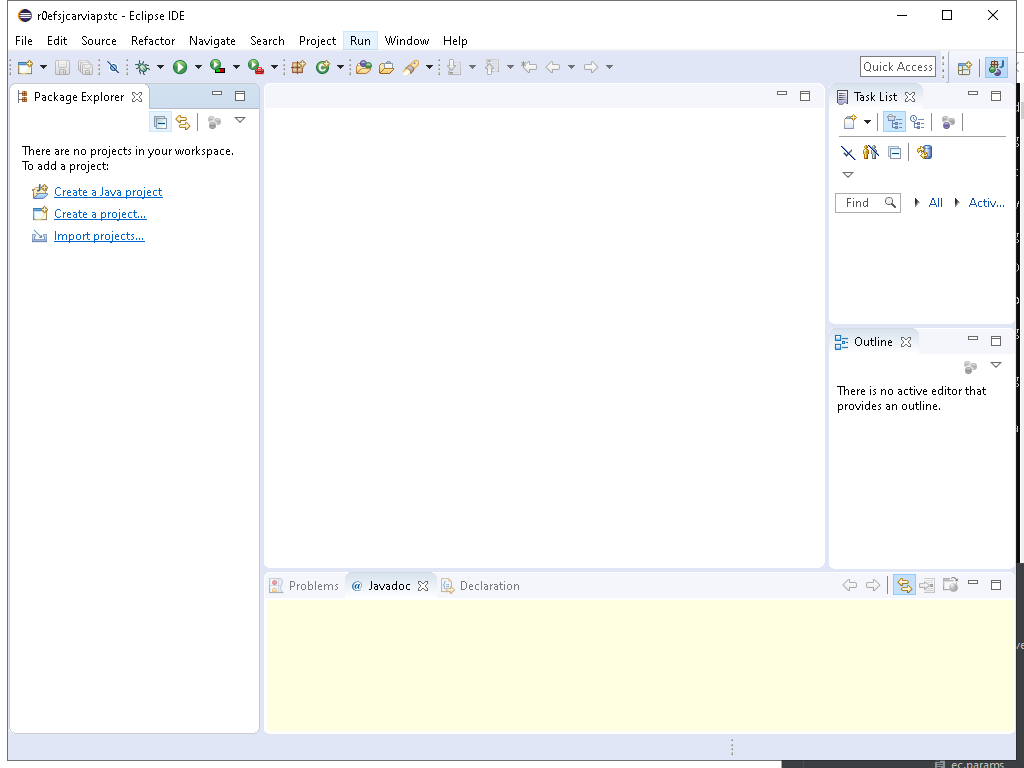 r0efsjcarviapstc - Eclipse IDE
File Edit Source Refactor Navigate Search Project Run Window Help
Quick Access
Package Explorer
There are no projects in your workspace.
To add a project:
Create a Java project
Create a project...
Import projects...
Task List
Find
All
Activ...
Outline
There is no active editor that
provides an outline.
Problems
@ Javadoc
Declaration
ec.params